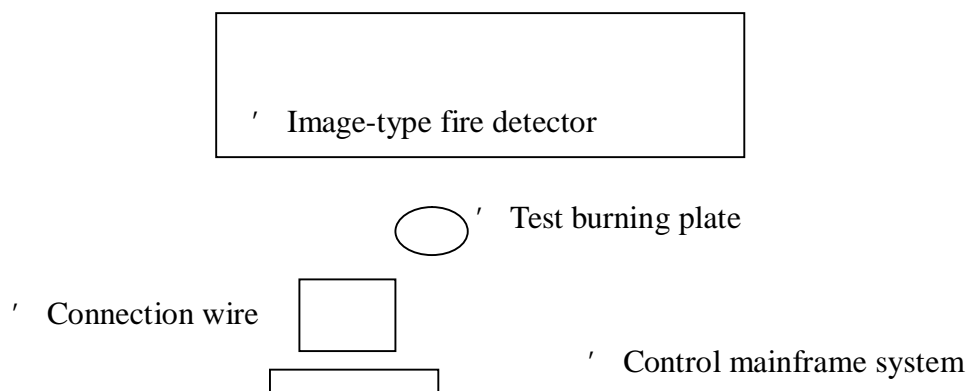 ′ Image-type fire detector
′ Test burning plate
′ Connection wire
′ Control mainframe system